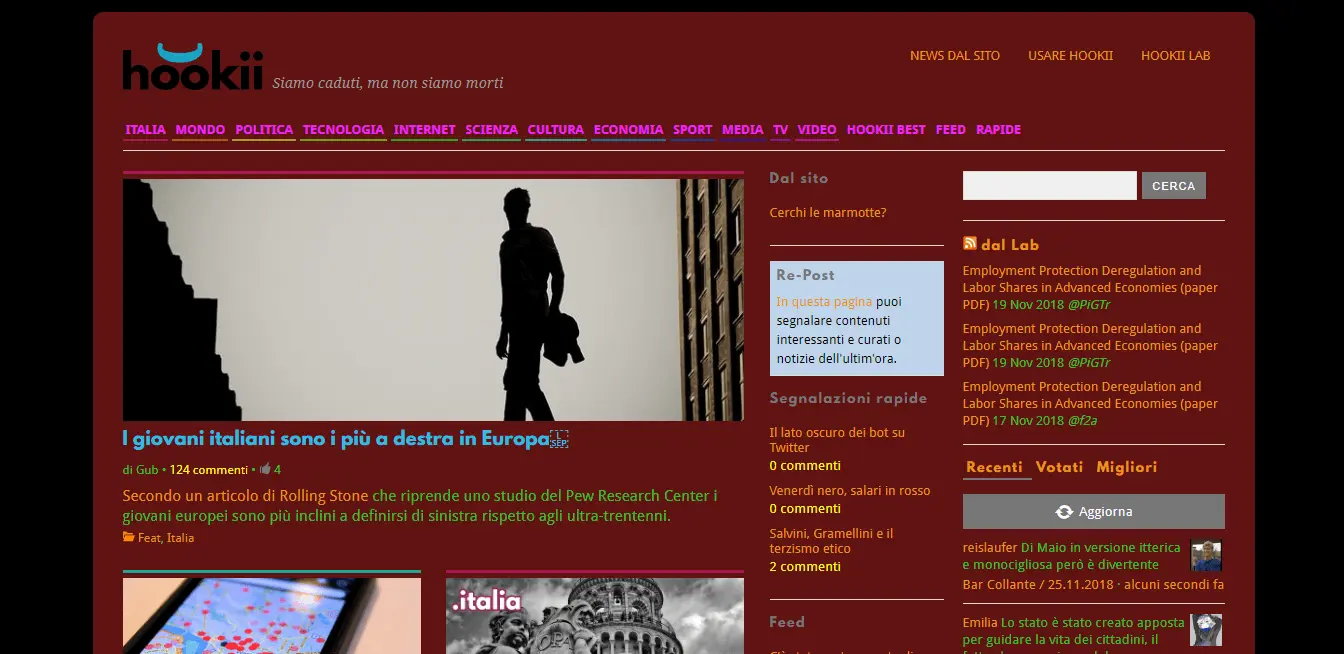 hookii Siamo caduti, ma non siamo morti
NEWS DAL SITO USARE HOOKII HOOKII LAB
ITALIA MONDO POLITICA TECNOLOGIA INTERNET SCIENZA CULTURA ECONOMIA SPORT MEDIA TV VIDEO HOOKII BEST FEED RAPIDE
I giovani italiani sono i più a destra in Europa
di Gub • 124 commenti • 4
Secondo un articolo di Rolling Stone che riprende uno studio del Pew Research Center i
giovani europei sono più inclini a definirsi di sinistra rispetto agli ultra-trentenni.
Feat, Italia
.italia
Dal sito
Cerchi le marmotte?
Re-Post
In questa pagina puoi
segnalare contenuti
interessanti e curati o
notizie dell'ultim'ora.
Segnalazioni rapide
Il lato oscuro dei bot su
Twitter
0 commenti
Venerdì nero, salari in rosso
0 commenti
Salvini, Gramellini e il
terzismo etico
2 commenti
Feed
CERCA
dal Lab
Employment Protection Deregulation and
Labor Shares in Advanced Economies (paper
PDF) 19 Nov 2018 @PiGTr
Employment Protection Deregulation and
Labor Shares in Advanced Economies (paper
PDF) 19 Nov 2018 @PiGTr
Employment Protection Deregulation and
Labor Shares in Advanced Economies (paper
PDF) 17 Nov 2018 @f2a
Recenti Votati Migliori
Aggiorna
reislaufer Di Maio in versione itterica
e monocigliosa però è divertente
Bar Collante / 25.11.2018 · alcuni secondi fa
Emilia Lo stato è stato creato apposta
per guidare la vita dei cittadini, il